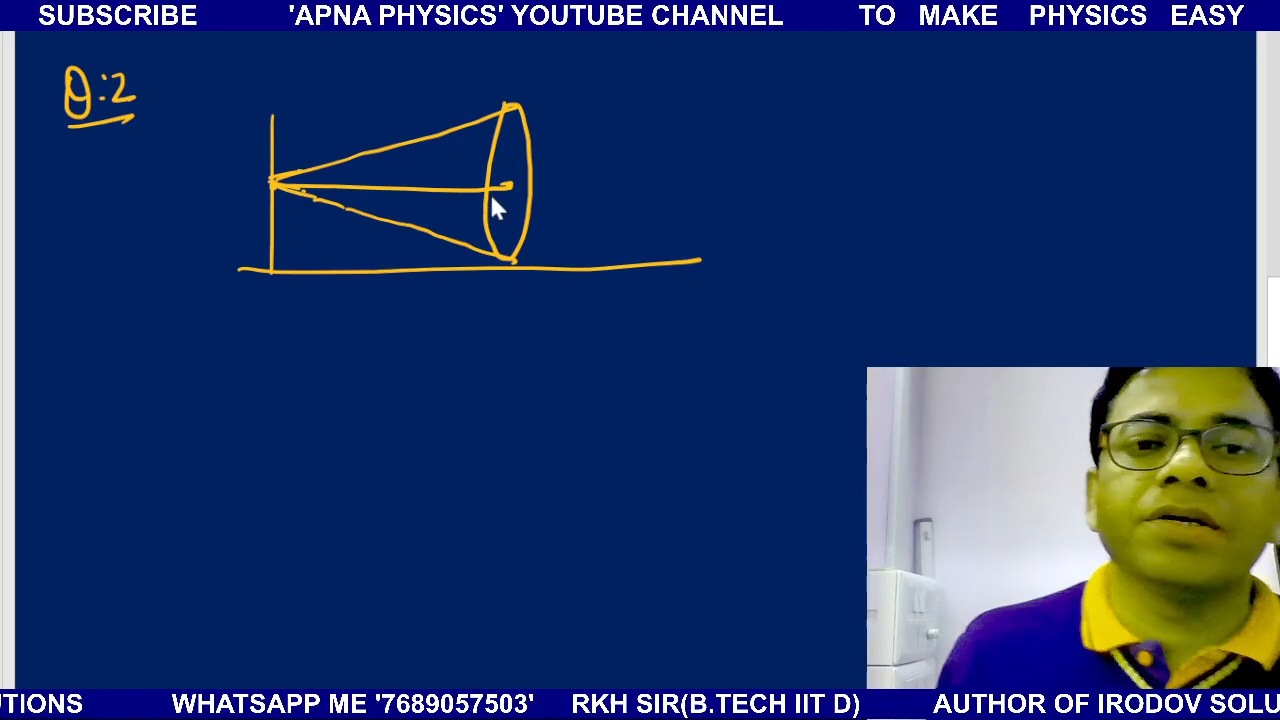 SUBSCRIBE 'APNA PHYSICS' YOUTUBE CHANNEL TO MAKE PHYSICS EASY
Q:2
UTIONS WHATSAPP ME '7689057503' RKH SIR(B.TECH IIT D) AUTHOR OF IRODOV SOLU